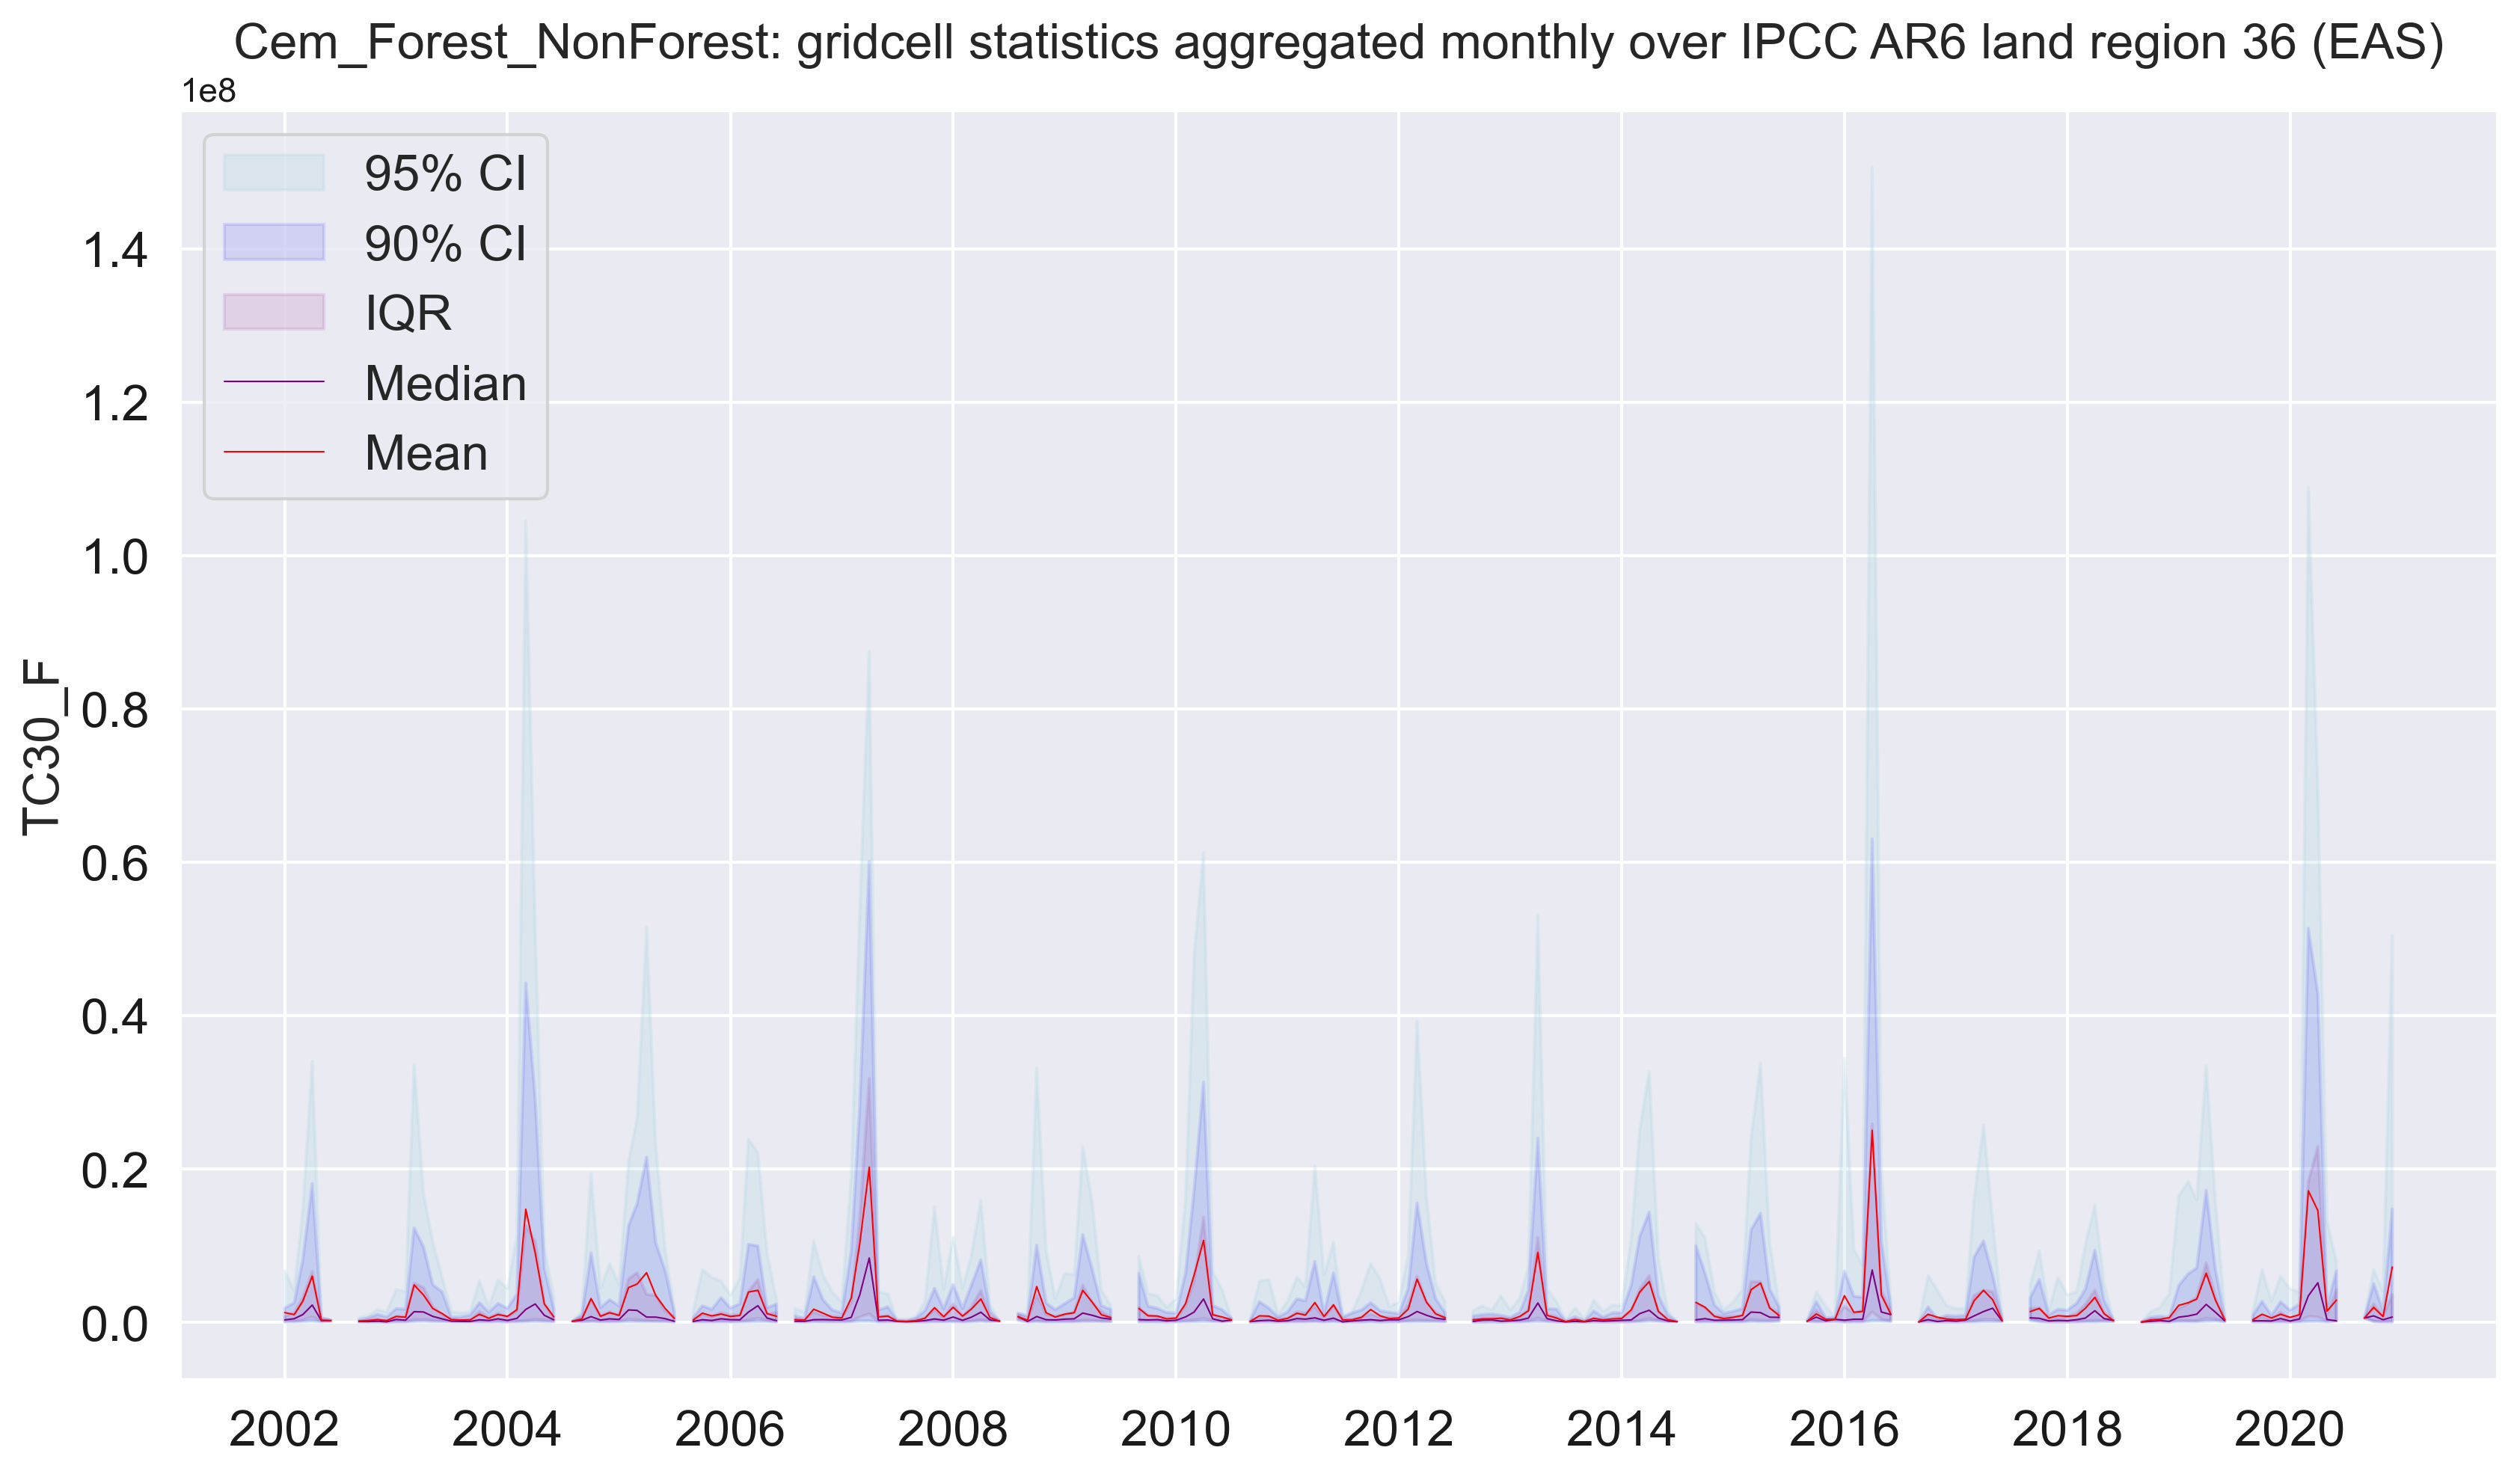 Cem_Forest_NonForest: gridcell statistics aggregated monthly over IPCC AR6 land region 36 (EAS)
1e8
95% CI
90% CI
IQR
Median
Mean
1.4
1.2
1.0
0.8
0.6
0.4
0.2
0.0
TC30_F
2002 2004 2006 2008 2010 2012 2014 2016 2018 2020